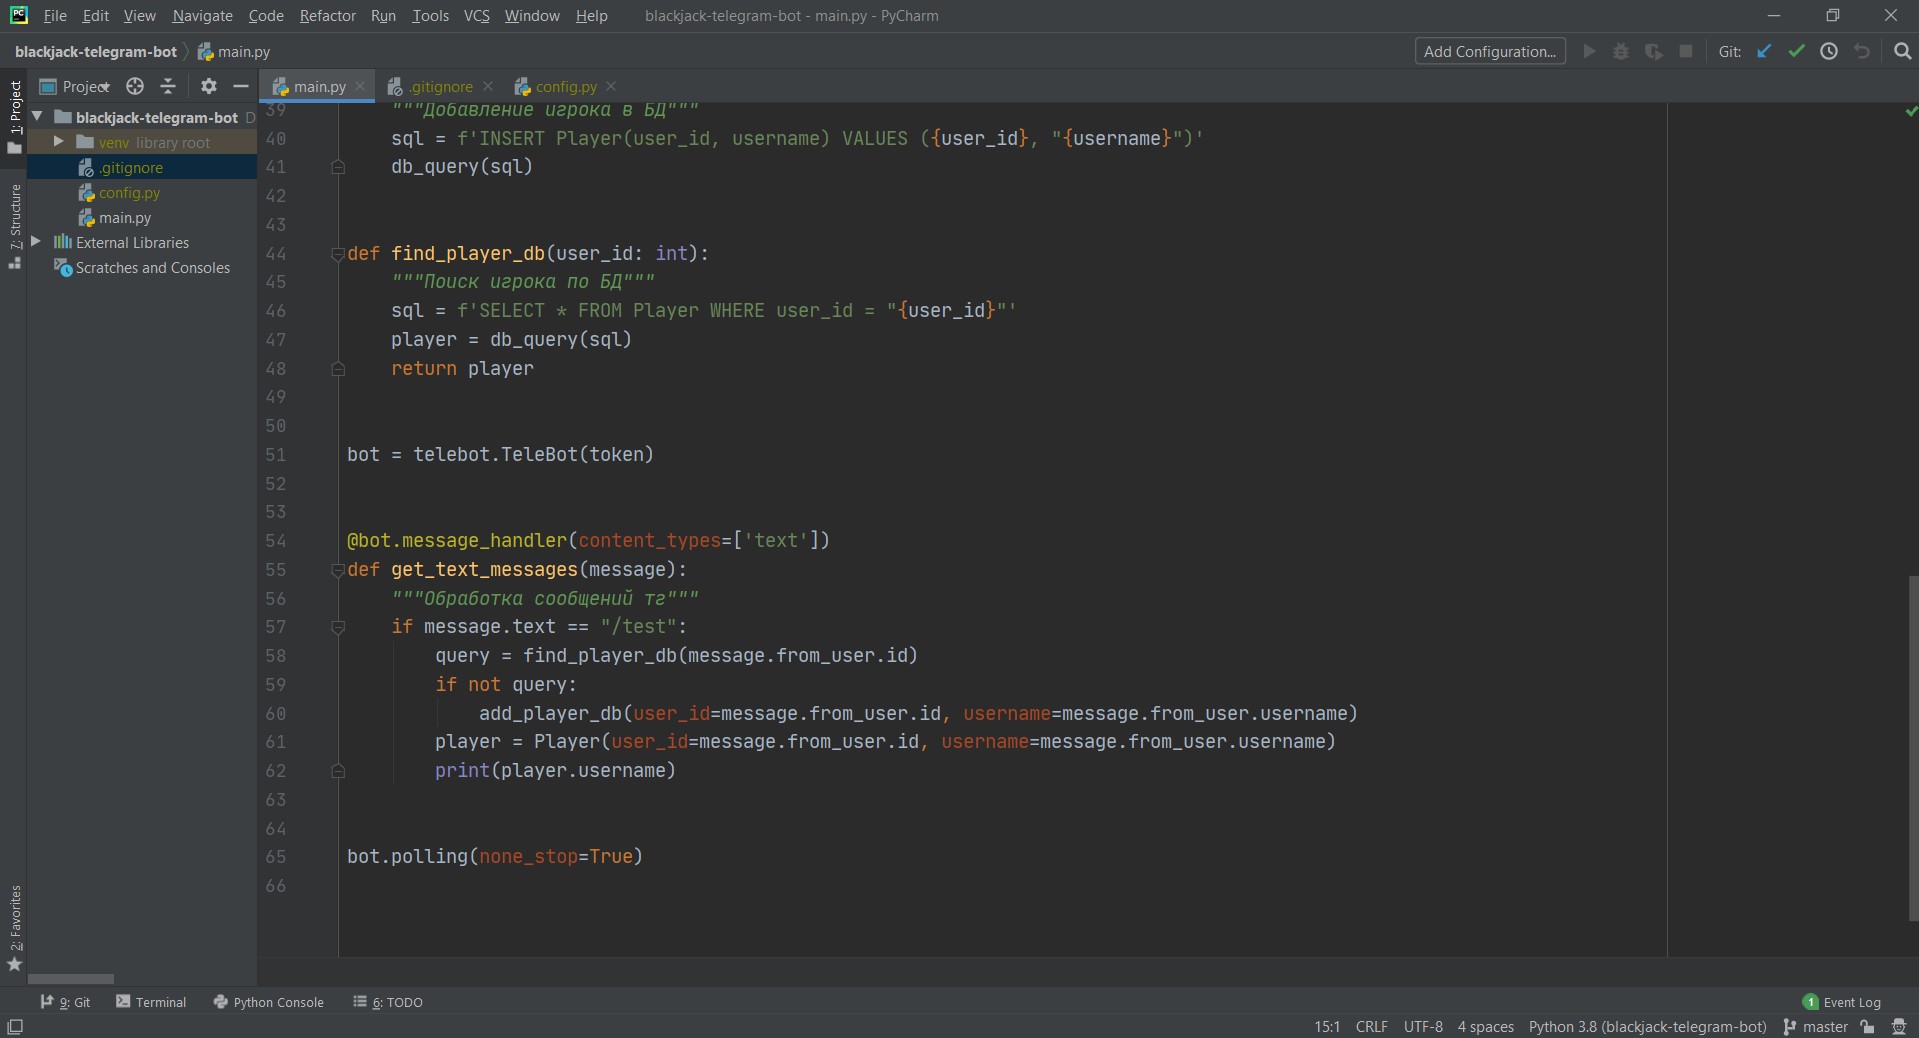 File Edit View Navigate Code Refactor Run Tools VCS Window Help blackjack-telegram-bot - main.py - PyCharm
blackjack-telegram-bot main.py Add Configuration... Git:
1: Project
Project
main.py .gitignore config.py
blackjack-telegram-bot D
venv library root
.gitignore
config.py
main.py
External Libraries
Scratches and Consoles
7: Structure
2: Favorites
39 """Добавление игрока в БД"""
40 sql = f'INSERT Player(user_id, username) VALUES ({user_id}, "{username}")'
41 db_query(sql)
42
43
44 def find_player_db(user_id: int):
45 """Поиск игрока по БД"""
46 sql = f'SELECT * FROM Player WHERE user_id = "{user_id}"'
47 player = db_query(sql)
48 return player
49
50
51 bot = telebot.TeleBot(token)
52
53
54 @bot.message_handler(content_types=['text'])
55 def get_text_messages(message):
56 """Обработка сообщений тг"""
57 if message.text == "/test":
58 query = find_player_db(message.from_user.id)
59 if not query:
60 add_player_db(user_id=message.from_user.id, username=message.from_user.username)
61 player = Player(user_id=message.from_user.id, username=message.from_user.username)
62 print(player.username)
63
64
65 bot.polling(none_stop=True)
66
9: Git Terminal Python Console 6: TODO 1 Event Log
15:1 CRLF UTF-8 4 spaces Python 3.8 (blackjack-telegram-bot) master